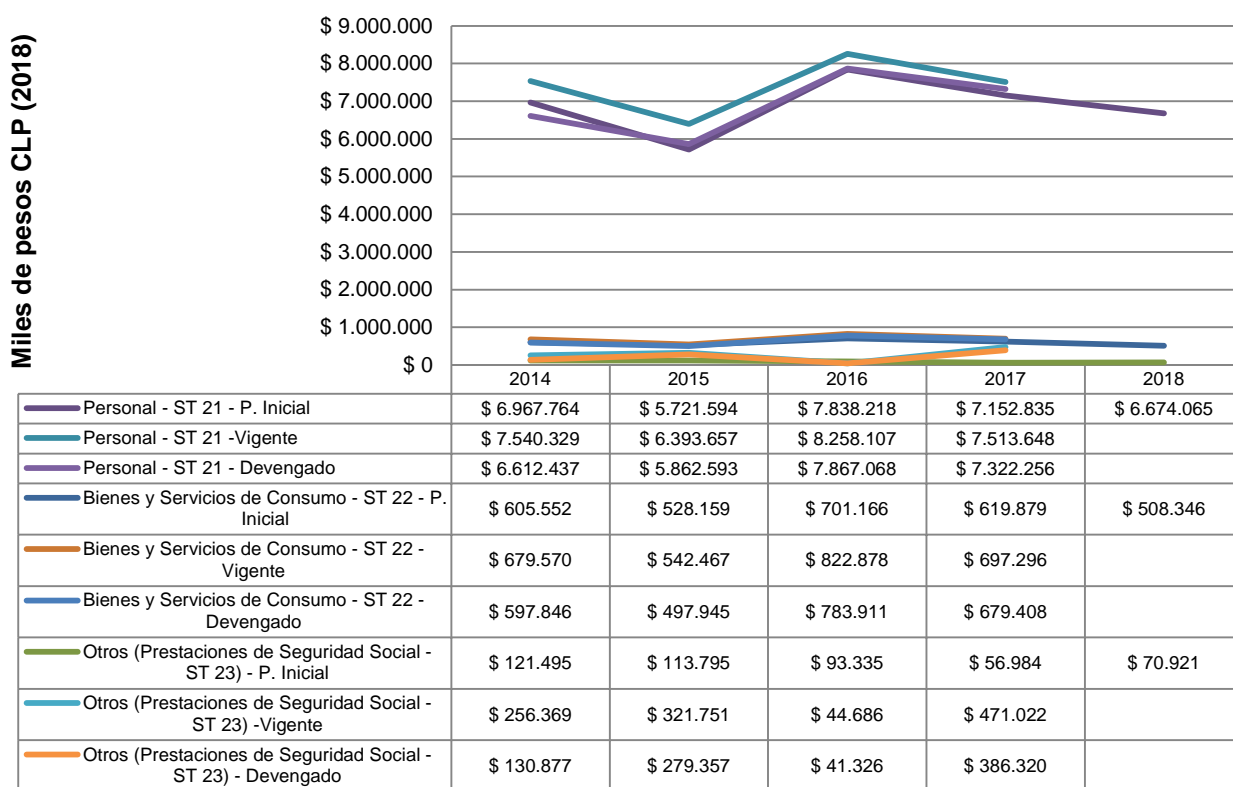 Miles de pesos CLP (2018)
$ 9.000.000
$ 8.000.000
$ 7.000.000
$ 6.000.000
$ 5.000.000
$ 4.000.000
$ 3.000.000
$ 2.000.000
$ 1.000.000
$ 0
2014 2015 2016 2017 2018
Personal - ST 21 - P. Inicial $ 6.967.764 $ 5.721.594 $ 7.838.218 $ 7.152.835 $ 6.674.065
Personal - ST 21 -Vigente $ 7.540.329 $ 6.393.657 $ 8.258.107 $ 7.513.648
Personal - ST 21 - Devengado $ 6.612.437 $ 5.862.593 $ 7.867.068 $ 7.322.256
Bienes y Servicios de Consumo - ST 22 - P.
Inicial $ 605.552 $ 528.159 $ 701.166 $ 619.879 $ 508.346
Bienes y Servicios de Consumo - ST 22 -
Vigente $ 679.570 $ 542.467 $ 822.878 $ 697.296
Bienes y Servicios de Consumo - ST 22 -
Devengado $ 597.846 $ 497.945 $ 783.911 $ 679.408
Otros (Prestaciones de Seguridad Social -
ST 23) - P. Inicial $ 121.495 $ 113.795 $ 93.335 $ 56.984 $ 70.921
Otros (Prestaciones de Seguridad Social -
ST 23) -Vigente $ 256.369 $ 321.751 $ 44.686 $ 471.022
Otros (Prestaciones de Seguridad Social -
ST 23) - Devengado $ 130.877 $ 279.357 $ 41.326 $ 386.320